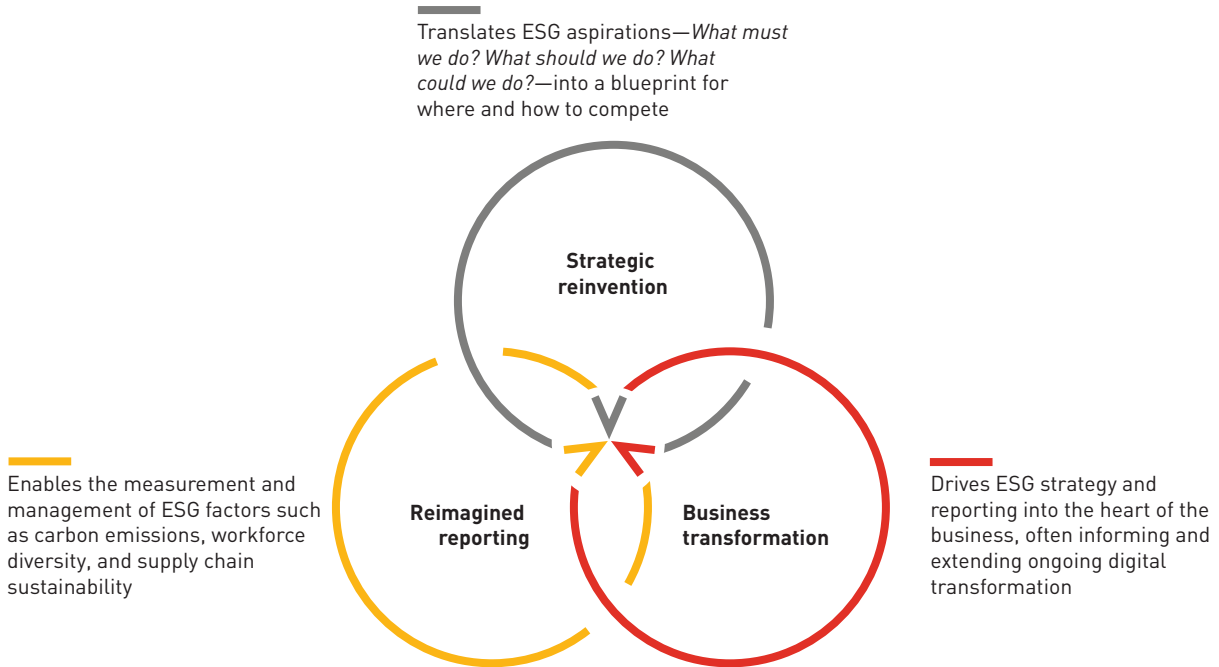 Translates ESG aspirations—What must
we do? What should we do? What
could we do?—into a blueprint for
where and how to compete
Strategic
reinvention
Enables the measurement and
management of ESG factors such
as carbon emissions, workforce
diversity, and supply chain
sustainability
Reimagined
reporting
Business
transformation
Drives ESG strategy and
reporting into the heart of the
business, often informing and
extending ongoing digital
transformation